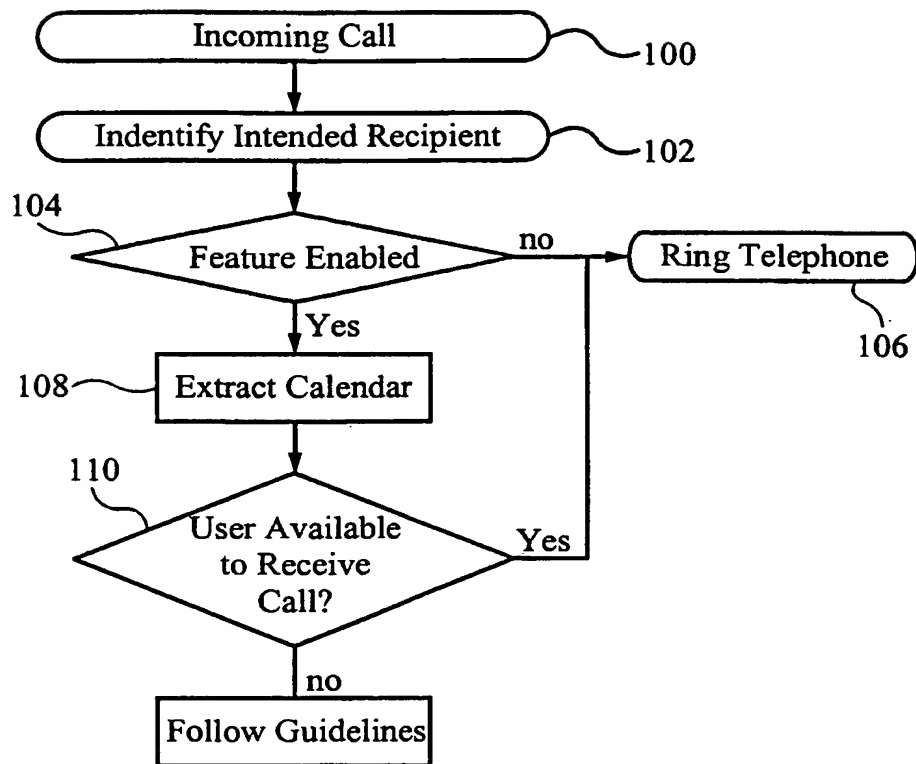 Incoming Call
100
Indentify Intended Recipient
102
104
Feature Enabled
no
Ring Telephone
106
Yes
108
Extract Calendar
110
User Available
to Receive
Call?
Yes
no
Follow Guidelines